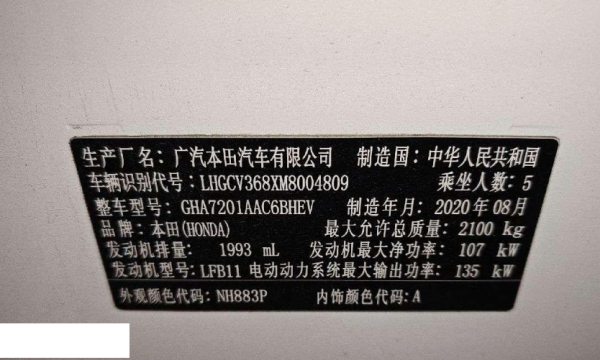 生产厂名: 广汽本田汽车有限公司 制造国: 中华人民共和国
车辆识别代号: LHGCV368XM8004809 乘坐人数: 5
整车型号: GHA7201AAC6BHEV 制造年月: 2020年08月
品牌: 本田(HONDA) 最大允许总质量: 2100 kg
发动机排量: 1993 mL 发动机最大净功率: 107 kW
发动机型号: LFB11 电动动力系统最大输出功率: 135 kW
外观颜色代码: NH883P 内饰颜色代码: A